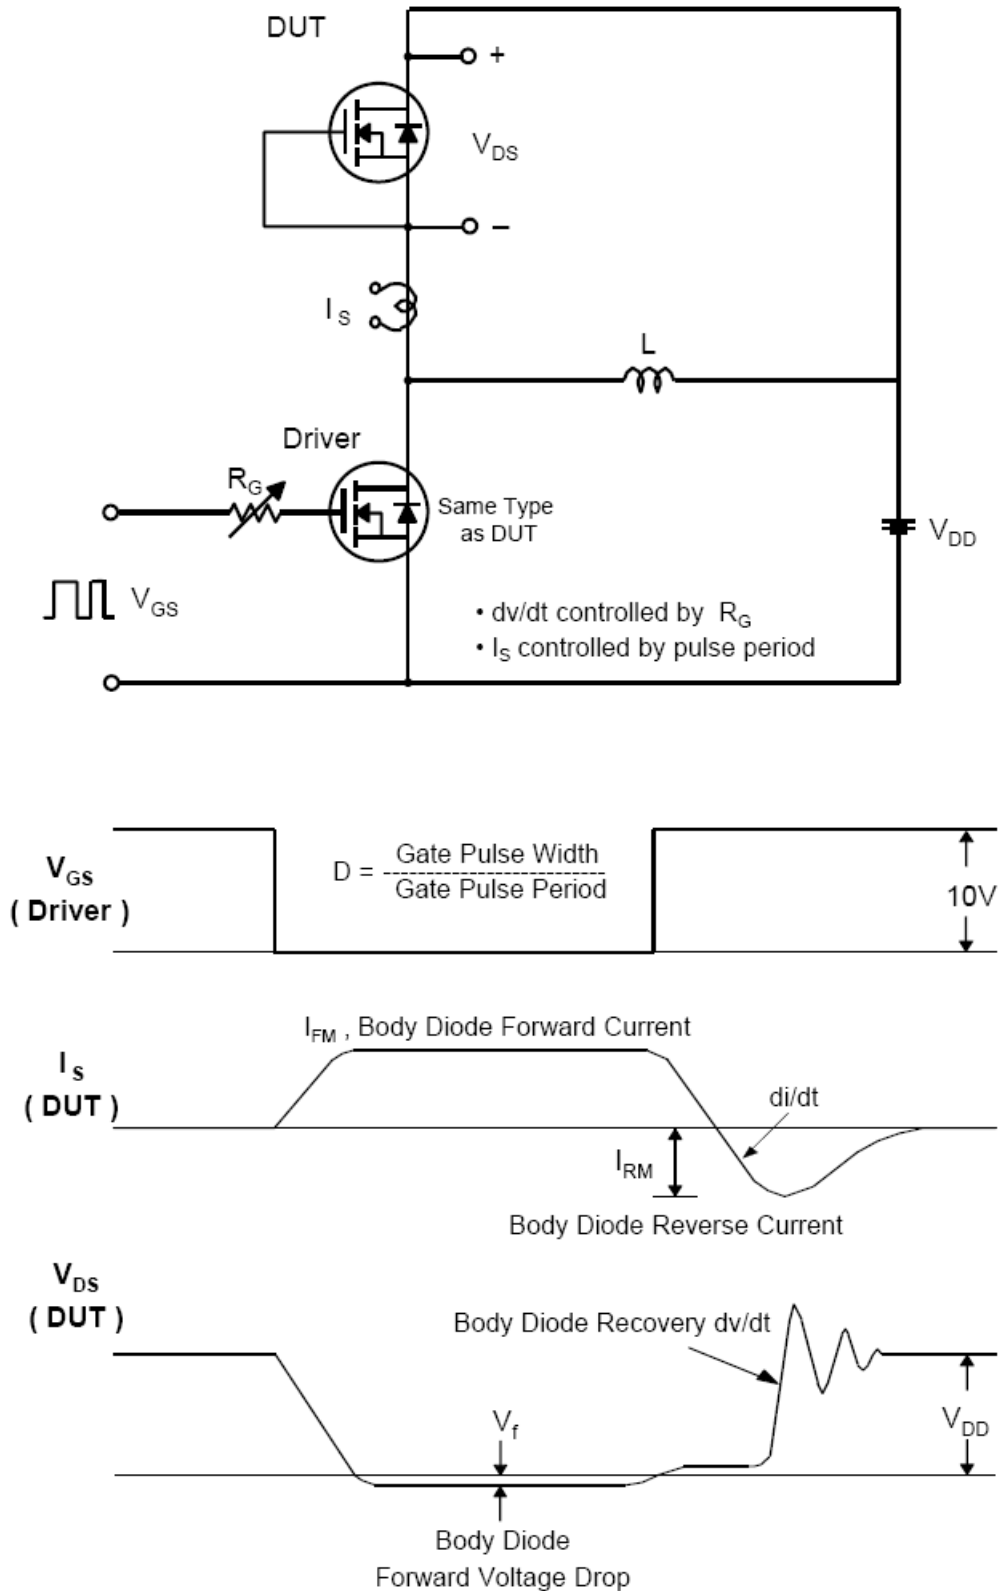 DUT
+
V_DS
–
I_S
L
Driver
R_G
Same Type
as DUT
V_DD
V_GS
• dv/dt controlled by R_G
• I_S controlled by pulse period
V_GS
( Driver )
D = Gate Pulse Width
Gate Pulse Period
10V
I_FM , Body Diode Forward Current
I_S
( DUT )
di/dt
I_RM
Body Diode Reverse Current
V_DS
( DUT )
Body Diode Recovery dv/dt
V_f
V_DD
Body Diode
Forward Voltage Drop